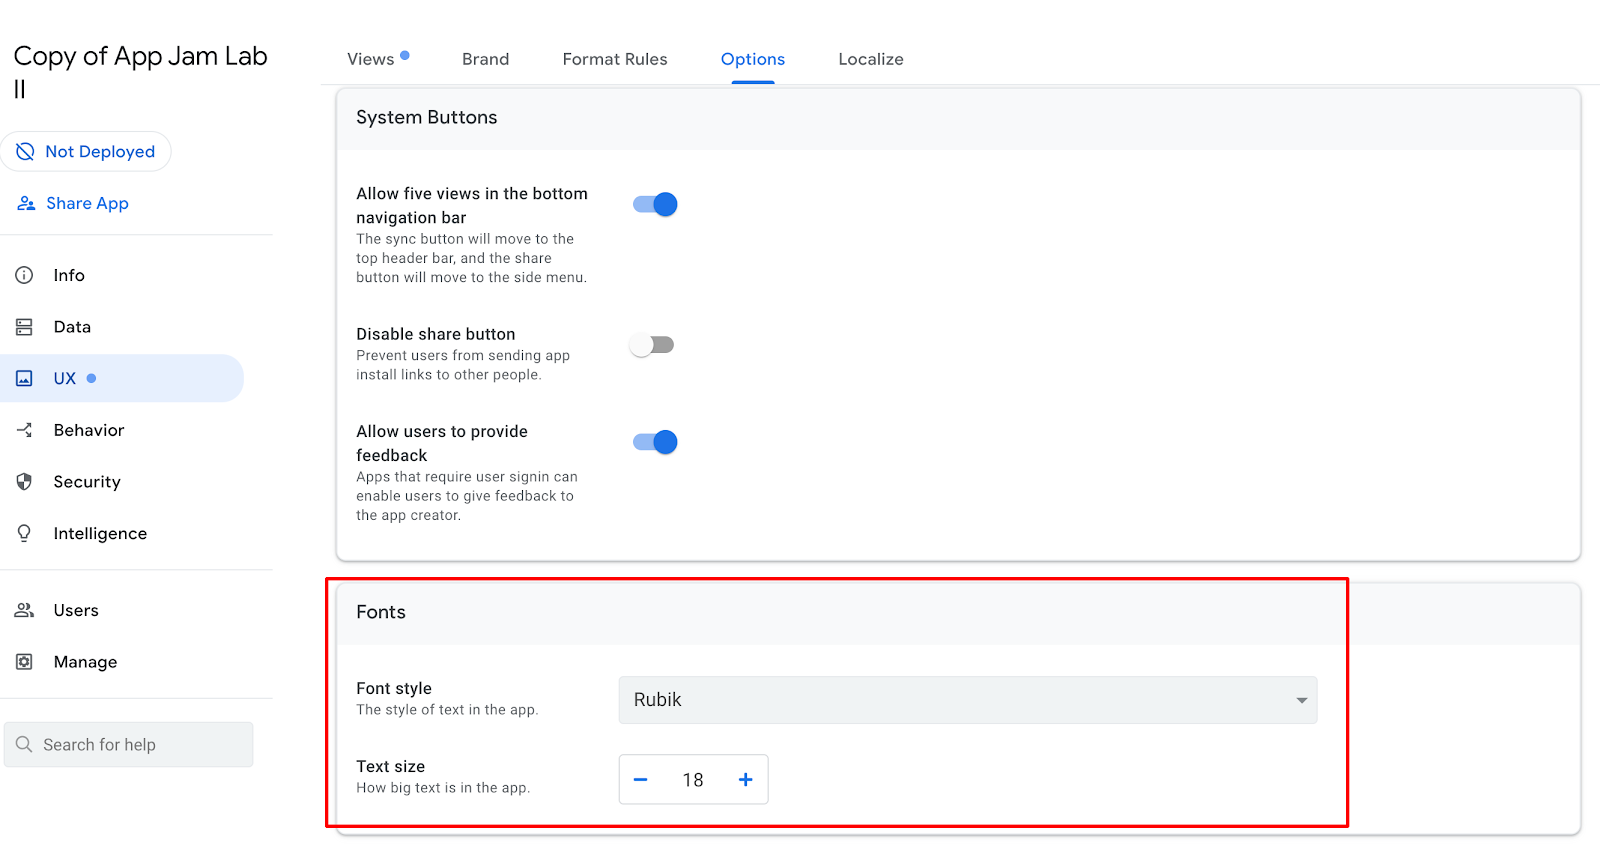 Copy of App Jam Lab
II
Not Deployed
Share App
Info
Data
UX
Behavior
Security
Intelligence
Users
Manage
Search for help
Views
Brand
Format Rules
Options
Localize
System Buttons
Allow five views in the bottom
navigation bar
The sync button will move to the
top header bar, and the share
button will move to the side menu.
Disable share button
Prevent users from sending app
install links to other people.
Allow users to provide
feedback
Apps that require user signin can
enable users to give feedback to
the app creator.
Fonts
Font style
The style of text in the app.
Rubik
Text size
How big text is in the app.
18